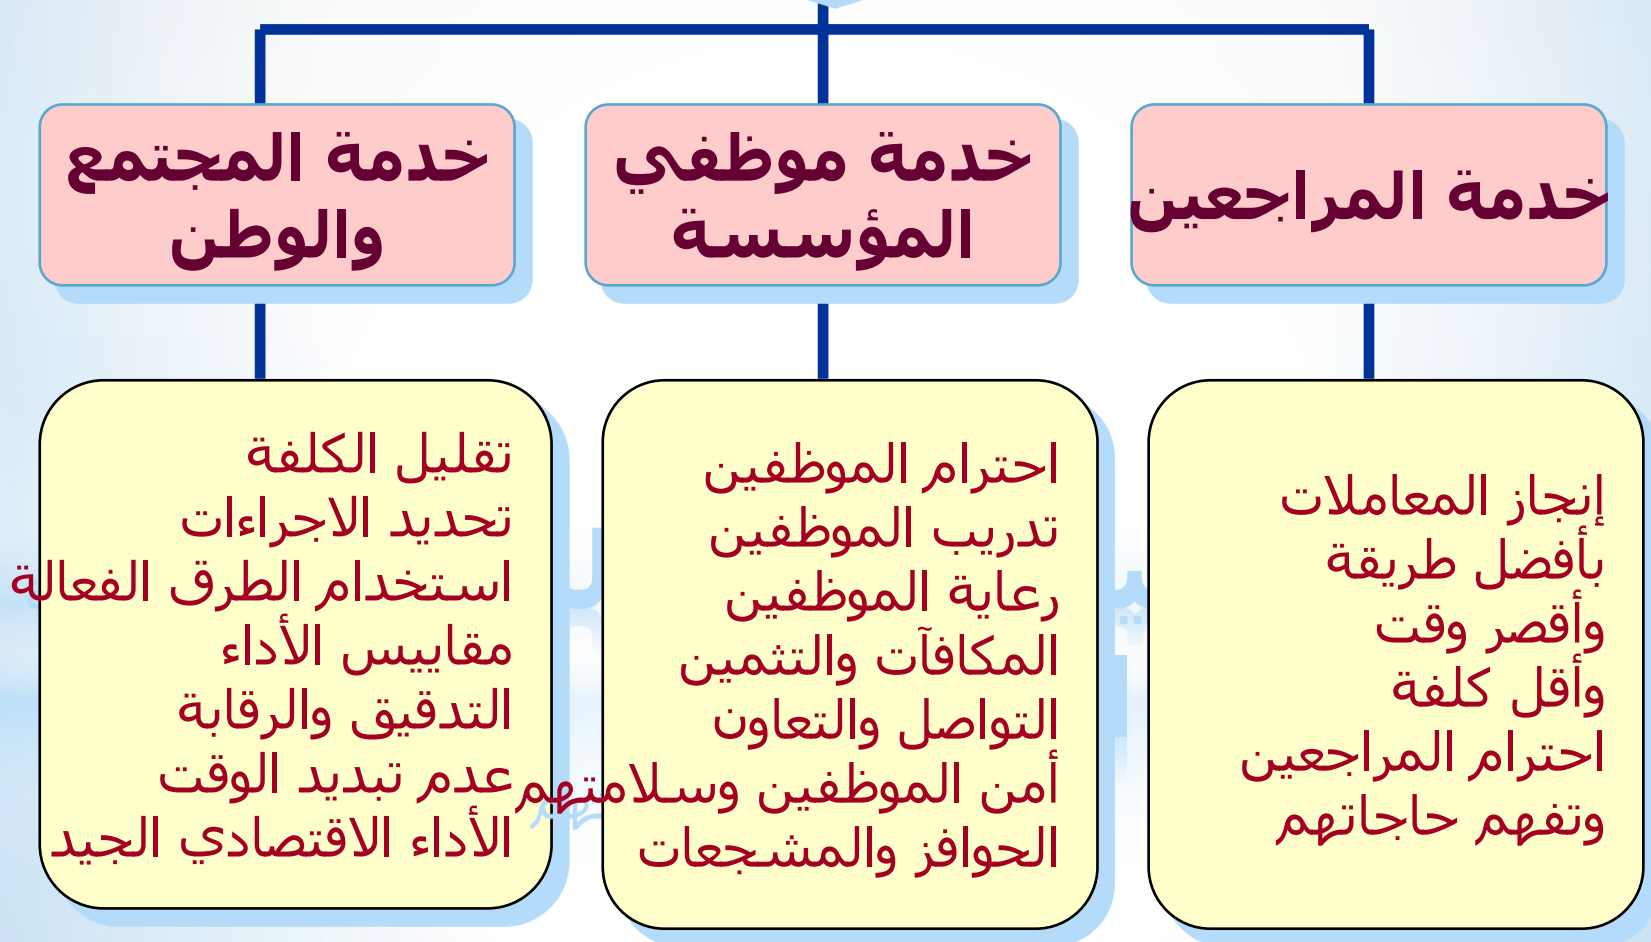 خدمة المراجعين
إنجاز المعاملات
بأفضل طريقة
وأقصر وقت
وأقل كلفة
احترام المراجعين
وتفهم حاجاتهم
خدمة موظفي
المؤسسة
احترام الموظفين
تدريب الموظفين
رعاية الموظفين
المكافآت والتثمين
التواصل والتعاون
أمن الموظفين وسلامتهم
الحوافز والمشجعات
خدمة المجتمع
والوطن
تقليل الكلفة
تحديد الاجراءات
استخدام الطرق الفعالة
مقاييس الأداء
التدقيق والرقابة
عدم تبديد الوقت
الأداء الاقتصادي الجيد